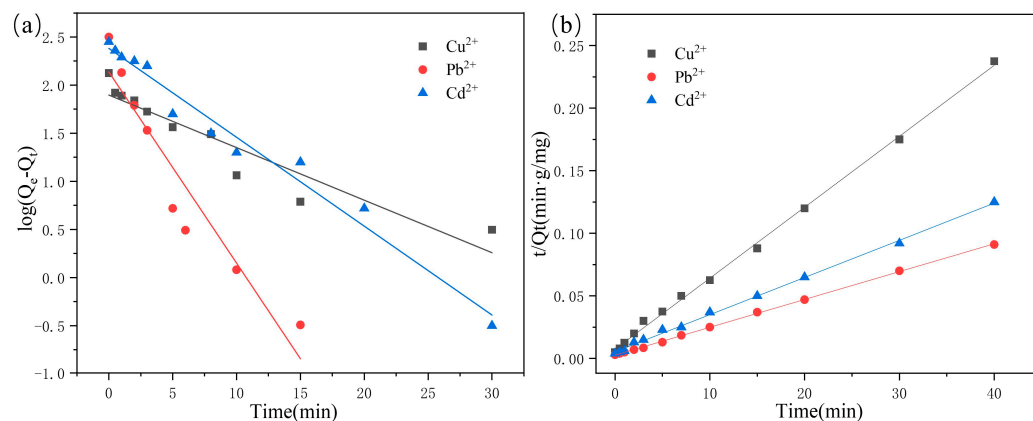 (a)
2.5
2.0
1.5
1.0
0.5
0.0
-0.5
-1.0
log(Qₑ-Qₜ)
Cu²⁺
Pb²⁺
Cd²⁺
0 5 10 15 20 25 30
Time(min)
(b)
0.25
0.20
0.15
0.10
0.05
0.00
t/Qt(min·g/mg)
Cu²⁺
Pb²⁺
Cd²⁺
0 10 20 30 40
Time(min)